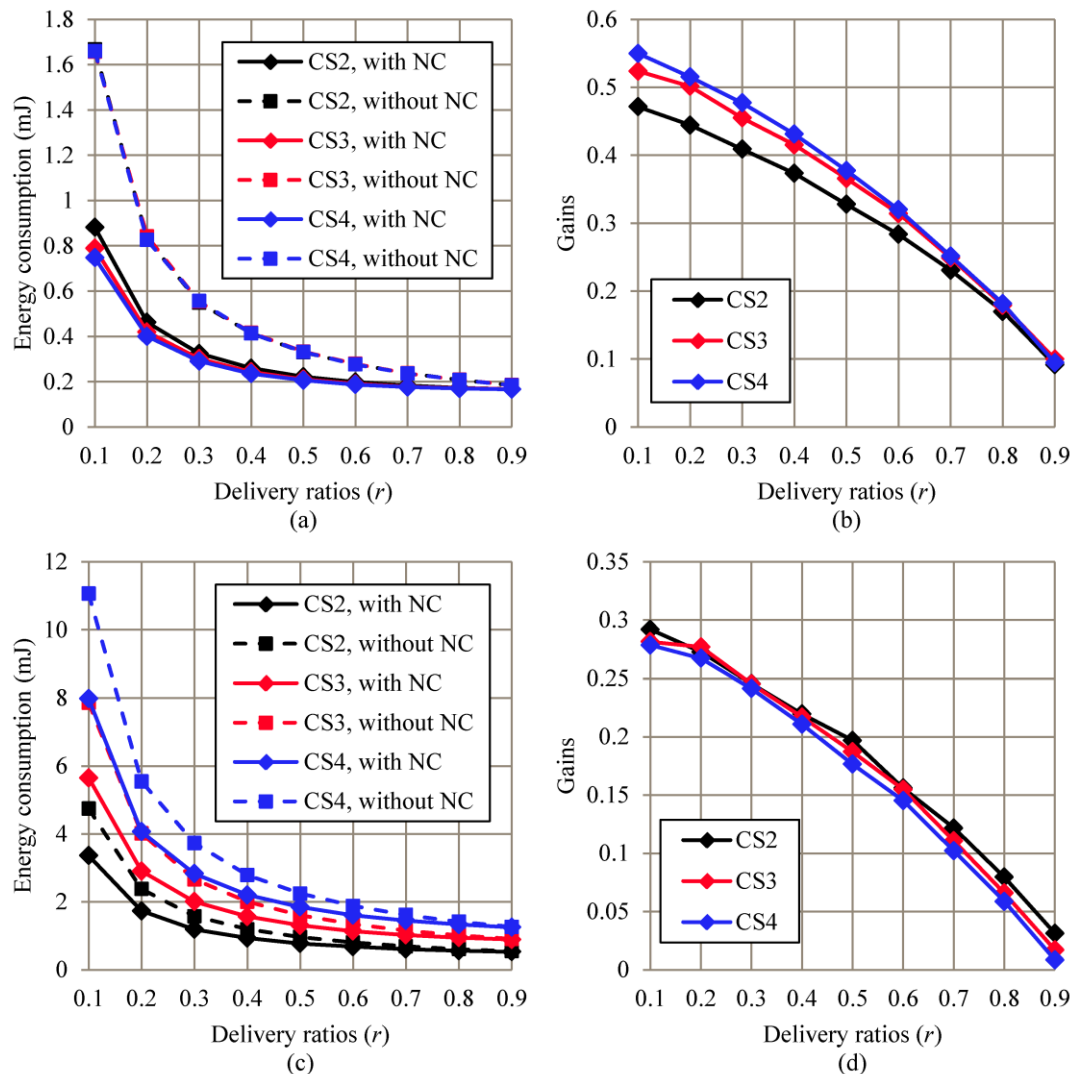 1.8
1.6
1.4
1.2
1
0.8
0.6
0.4
0.2
0
Energy consumption (mJ)
CS2, with NC
CS2, without NC
CS3, with NC
CS3, without NC
CS4, with NC
CS4, without NC
0.1 0.2 0.3 0.4 0.5 0.6 0.7 0.8 0.9
Delivery ratios (r)
(a)
0.6
0.5
0.4
0.3
0.2
0.1
0
Gains
CS2
CS3
CS4
0.1 0.2 0.3 0.4 0.5 0.6 0.7 0.8 0.9
Delivery ratios (r)
(b)
12
10
8
6
4
2
0
Energy consumption (mJ)
CS2, with NC
CS2, without NC
CS3, with NC
CS3, without NC
CS4, with NC
CS4, without NC
0.1 0.2 0.3 0.4 0.5 0.6 0.7 0.8 0.9
Delivery ratios (r)
(c)
0.35
0.3
0.25
0.2
0.15
0.1
0.05
0
Gains
CS2
CS3
CS4
0.1 0.2 0.3 0.4 0.5 0.6 0.7 0.8 0.9
Delivery ratios (r)
(d)